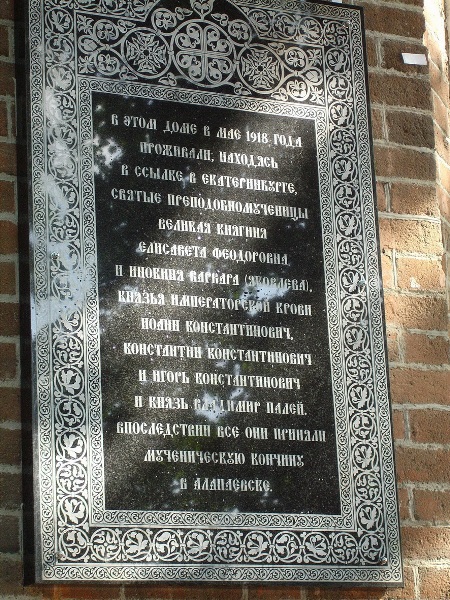 В ЭТОМ ДОМЕ В МАЕ 1918 ГОДА
ПРОЖИВАЛИ, НАХОДЯСЬ
В ССЫЛКЕ В ЕКАТЕРИНБУРГЕ,
СВЯТЫЕ ПРЕПОДОБНОМУЧЕНИЦЫ
ВЕЛИКАЯ КНЯГИНЯ
ЕЛИСАВЕТА ФЕОДОРОВНА
И ИНОКИНЯ ВАРВАРА (ЯКОВЛЕВА),
КНЯЗЬЯ ИМПЕРАТОРСКОЙ КРОВИ
ИОАНН КОНСТАНТИНОВИЧ,
КОНСТАНТИН КОНСТАНТИНОВИЧ
И ИГОРЬ КОНСТАНТИНОВИЧ
И КНЯЗЬ ВЛАДИМИР ПАЛЕЙ.
ВПОСЛЕДСТВИИ ВСЕ ОНИ ПРИНЯЛИ
МУЧЕНИЧЕСКУЮ КОНЧИНУ
В АЛАПАЕВСКЕ.